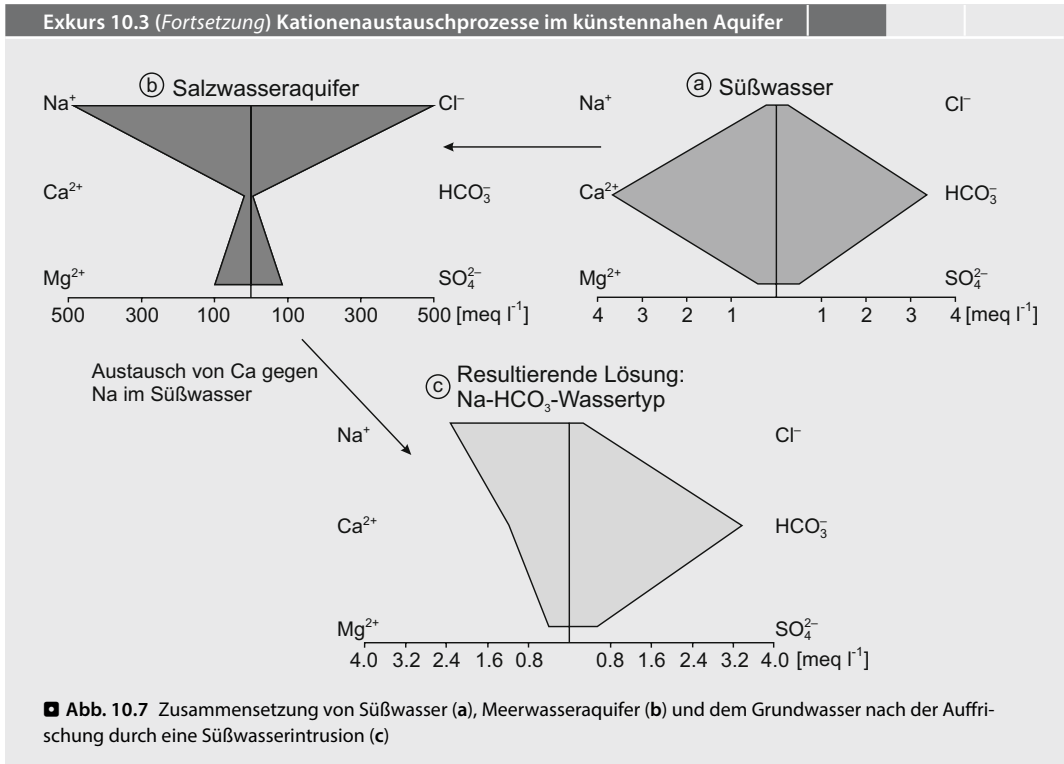 Exkurs 10.3 (Fortsetzung) Kationenaustauschprozesse im künstennahen Aquifer
ⓑ Salzwasseraquifer
Na⁺ Cl⁻
Ca²⁺ HCO₃⁻
Mg²⁺ SO₄²⁻
500 300 100 100 300 500 [meq l⁻¹]
ⓐ Süßwasser
Na⁺ Cl⁻
Ca²⁺ HCO₃⁻
Mg²⁺ SO₄²⁻
4 3 2 1 1 2 3 4 [meq l⁻¹]
Austausch von Ca gegen
Na im Süßwasser
ⓒ Resultierende Lösung:
Na-HCO₃-Wassertyp
Na⁺ Cl⁻
Ca²⁺ HCO₃⁻
Mg²⁺ SO₄²⁻
4.0 3.2 2.4 1.6 0.8 0.8 1.6 2.4 3.2 4.0 [meq l⁻¹]
Abb. 10.7 Zusammensetzung von Süßwasser (a), Meerwasseraquifer (b) und dem Grundwasser nach der Auffri-
schung durch eine Süßwasserintrusion (c)